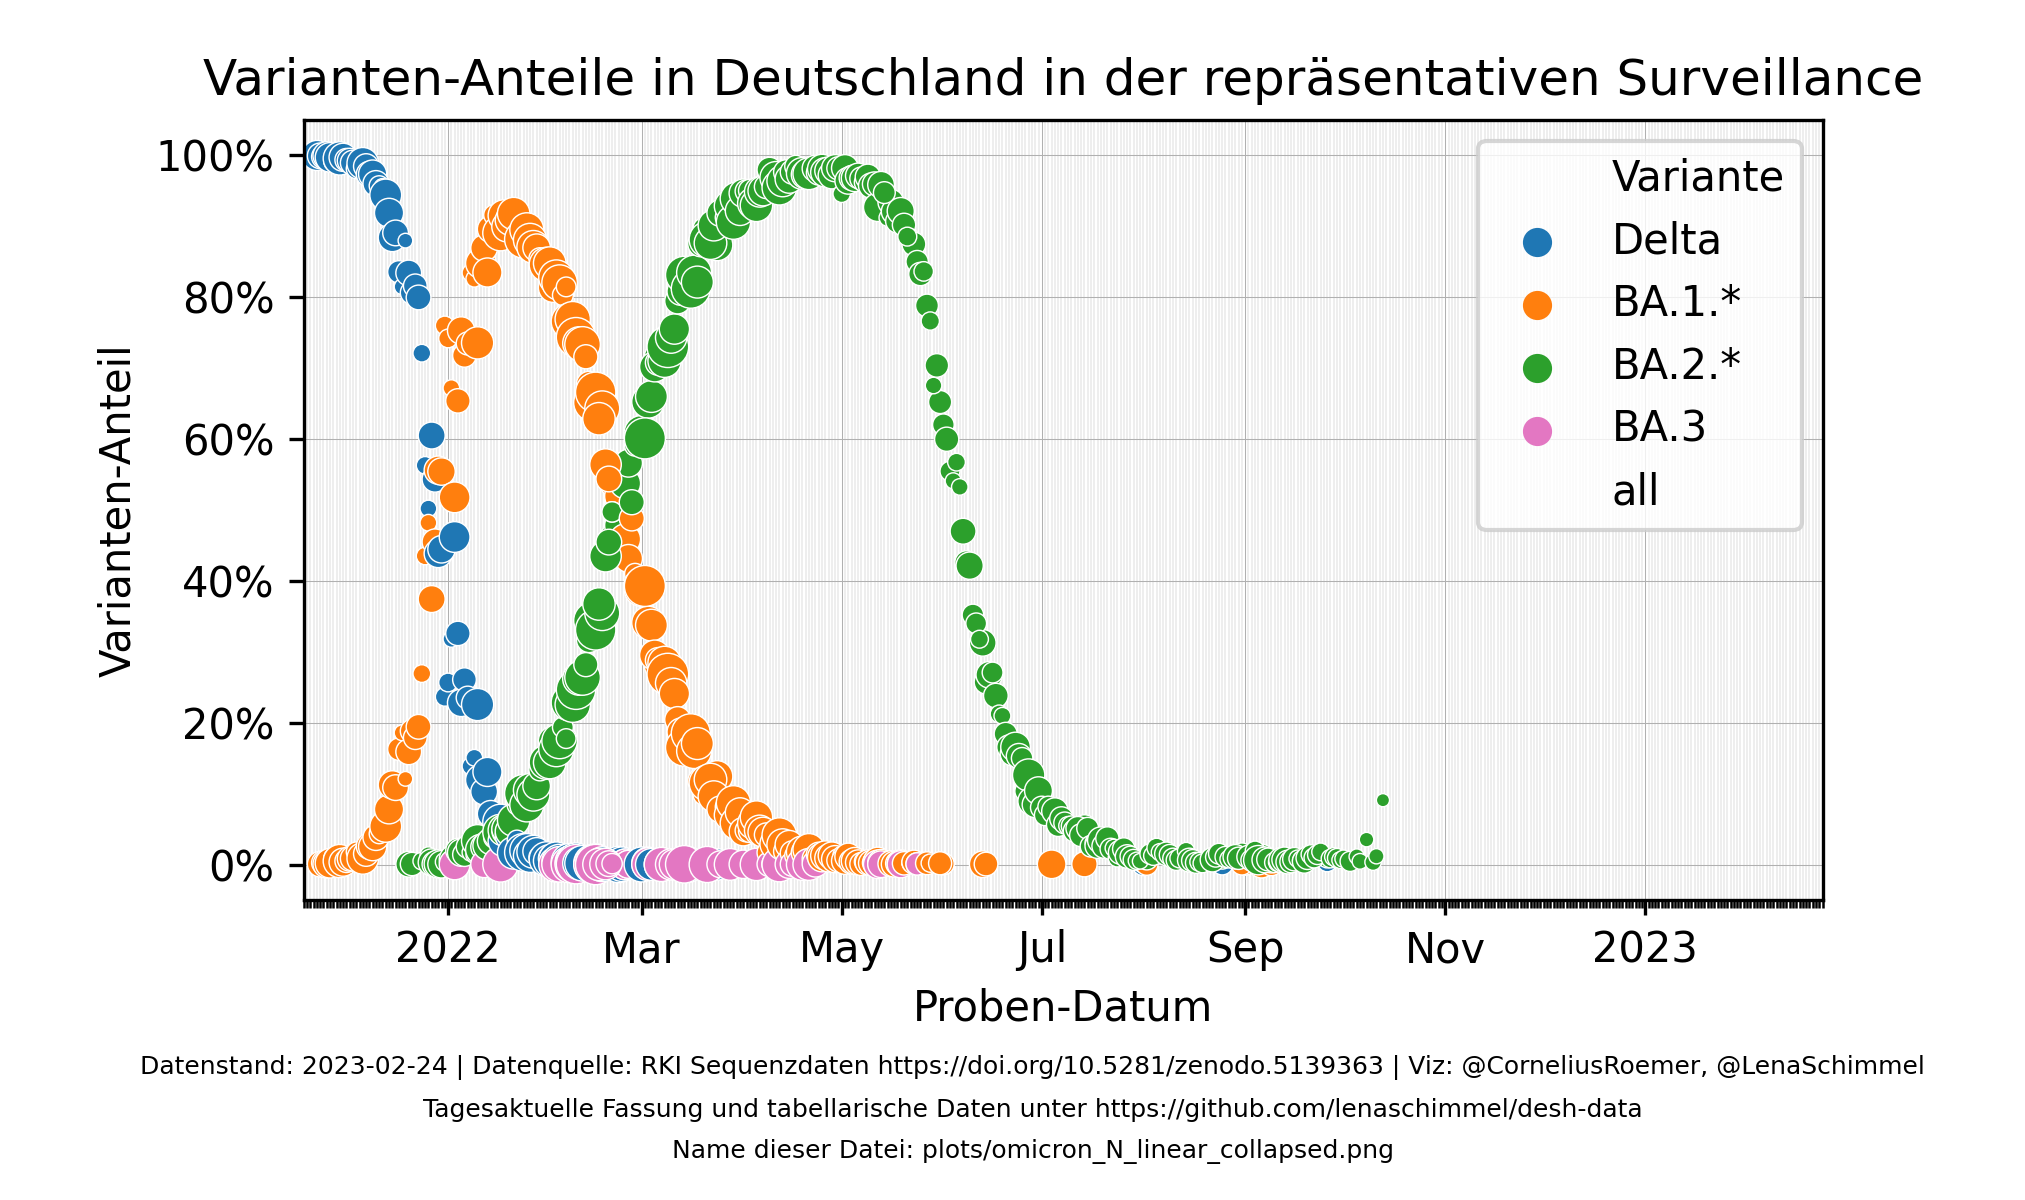 Varianten-Anteile in Deutschland in der repräsentativen Surveillance
Varianten-Anteil
100%
80%
60%
40%
20%
0%
Variante
Delta
BA.1.*
BA.2.*
BA.3
all
2022
Mar
May
Jul
Sep
Nov
2023
Proben-Datum
Datenstand: 2023-02-24 | Datenquelle: RKI Sequenzdaten https://doi.org/10.5281/zenodo.5139363 | Viz: @CorneliusRoemer, @LenaSchimmel
Tagesaktuelle Fassung und tabellarische Daten unter https://github.com/lenaschimmel/desh-data
Name dieser Datei: plots/omicron_N_linear_collapsed.png